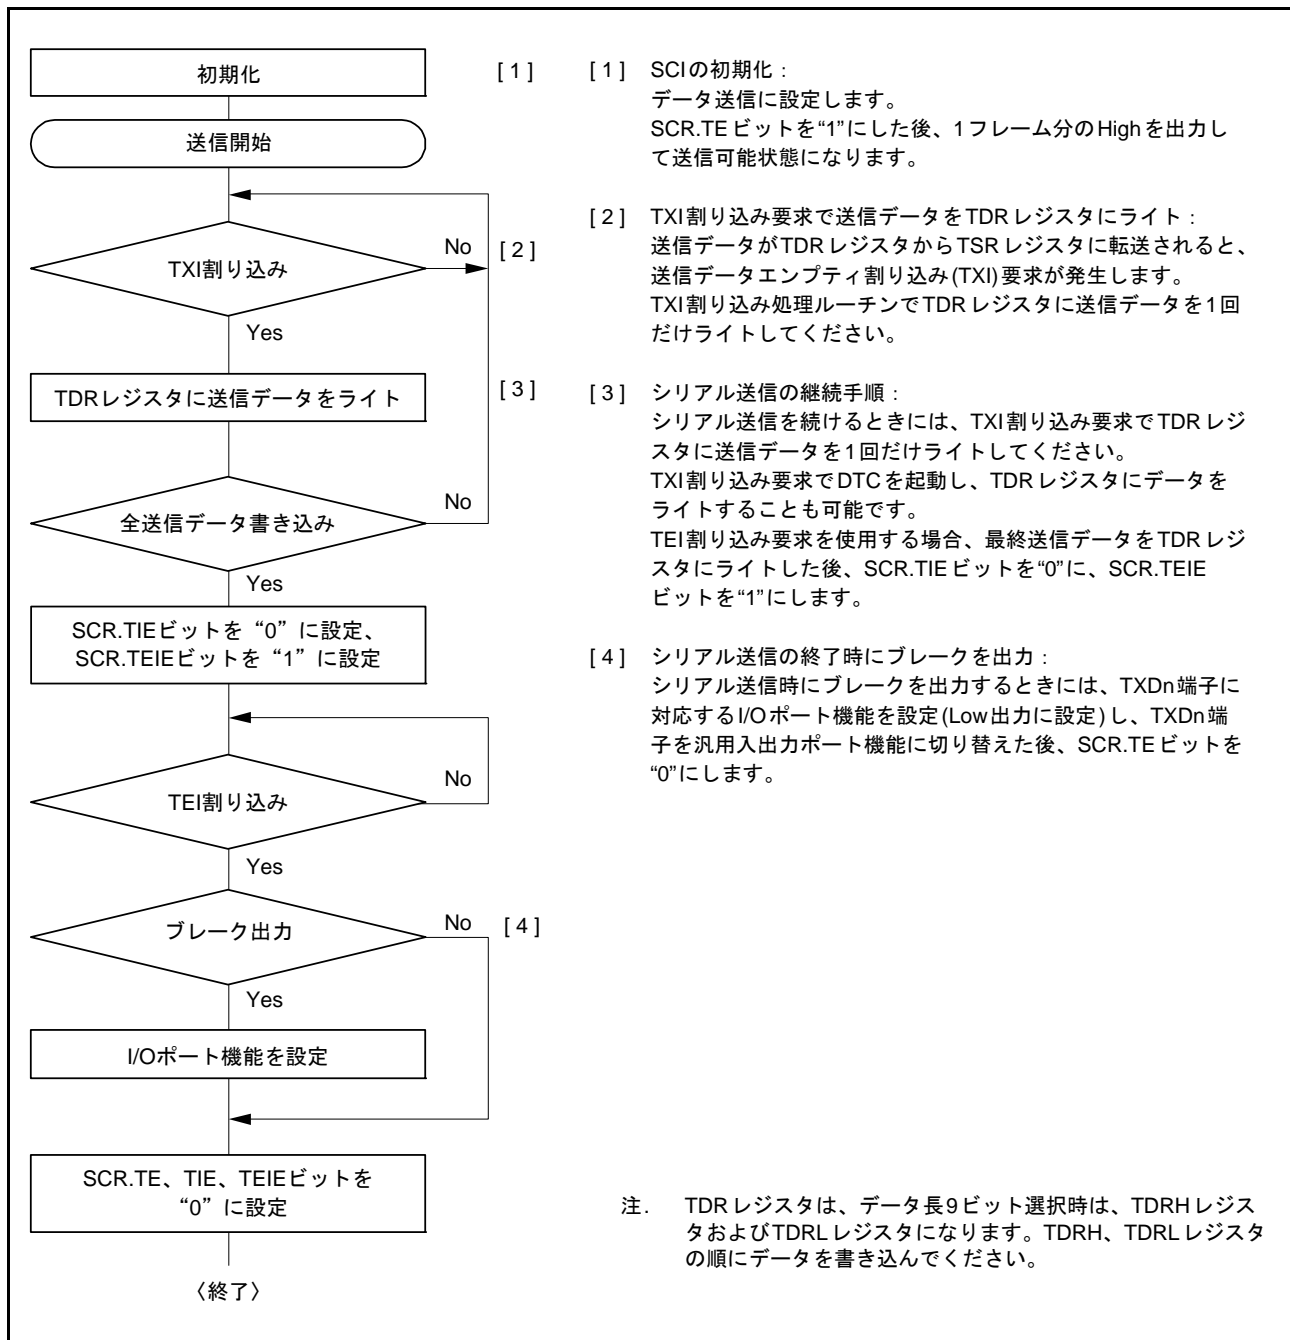 初期化
[1]
送信開始
TXI割り込み
No
[2]
Yes
TDRレジスタに送信データをライト
[3]
全送信データ書き込み
No
Yes
SCR.TIEビットを“0”に設定、
SCR.TEIEビットを“1”に設定
TEI割り込み
No
Yes
ブレーク出力
No
[4]
Yes
I/Oポート機能を設定
SCR.TE、TIE、TEIEビットを
“0”に設定
〈終了〉
[1] SCIの初期化：
データ送信に設定します。
SCR.TEビットを“1”にした後、1フレーム分のHighを出力し
て送信可能状態になります。
[2] TXI割り込み要求で送信データをTDRレジスタにライト：
送信データがTDRレジスタからTSRレジスタに転送されると、
送信データエンプティ割り込み(TXI)要求が発生します。
TXI割り込み処理ルーチンでTDRレジスタに送信データを1回
だけライトしてください。
[3] シリアル送信の継続手順：
シリアル送信を続けるときには、TXI割り込み要求でTDRレジ
スタに送信データを1回だけライトしてください。
TXI割り込み要求でDTCを起動し、TDRレジスタにデータを
ライトすることも可能です。
TEI割り込み要求を使用する場合、最終送信データをTDRレジ
スタにライトした後、SCR.TIEビットを“0”に、SCR.TEIE
ビットを“1”にします。
[4] シリアル送信の終了時にブレークを出力：
シリアル送信時にブレークを出力するときには、TXDn端子に
対応するI/Oポート機能を設定(Low出力に設定)し、TXDn端
子を汎用入出力ポート機能に切り替えた後、SCR.TEビットを
“0”にします。
注. TDRレジスタは、データ長9ビット選択時は、TDRHレジス
タおよびTDRLレジスタになります。TDRH、TDRLレジスタ
の順にデータを書き込んでください。